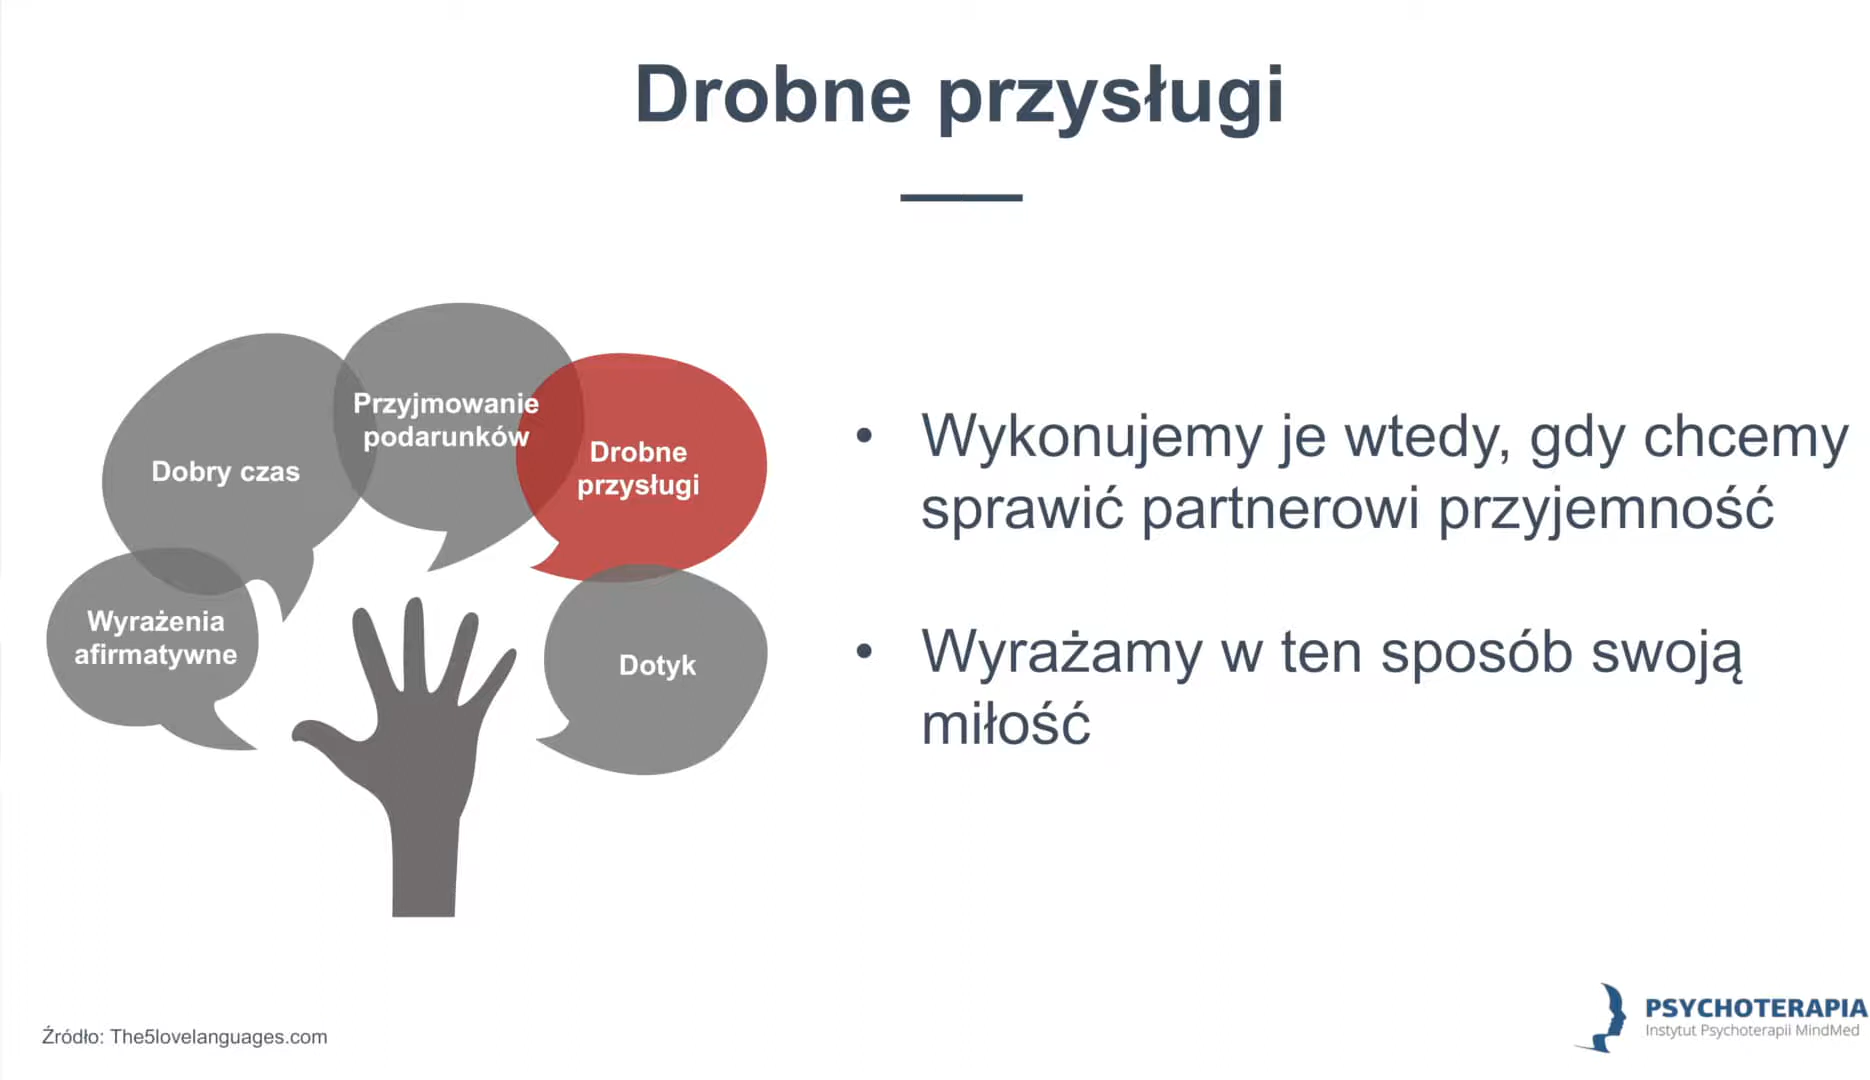 Drobne przysługi
Dobry czas
Przyjmowanie
podarunków
Drobne
przysługi
Wyrażenia
afirmatywne
Dotyk
• Wykonujemy je wtedy, gdy chcemy
sprawić partnerowi przyjemność
• Wyrażamy w ten sposób swoją
miłość
Źródło: The5lovelanguages.com
PSYCHOTERAPIA
Instytut Psychoterapii MindMed